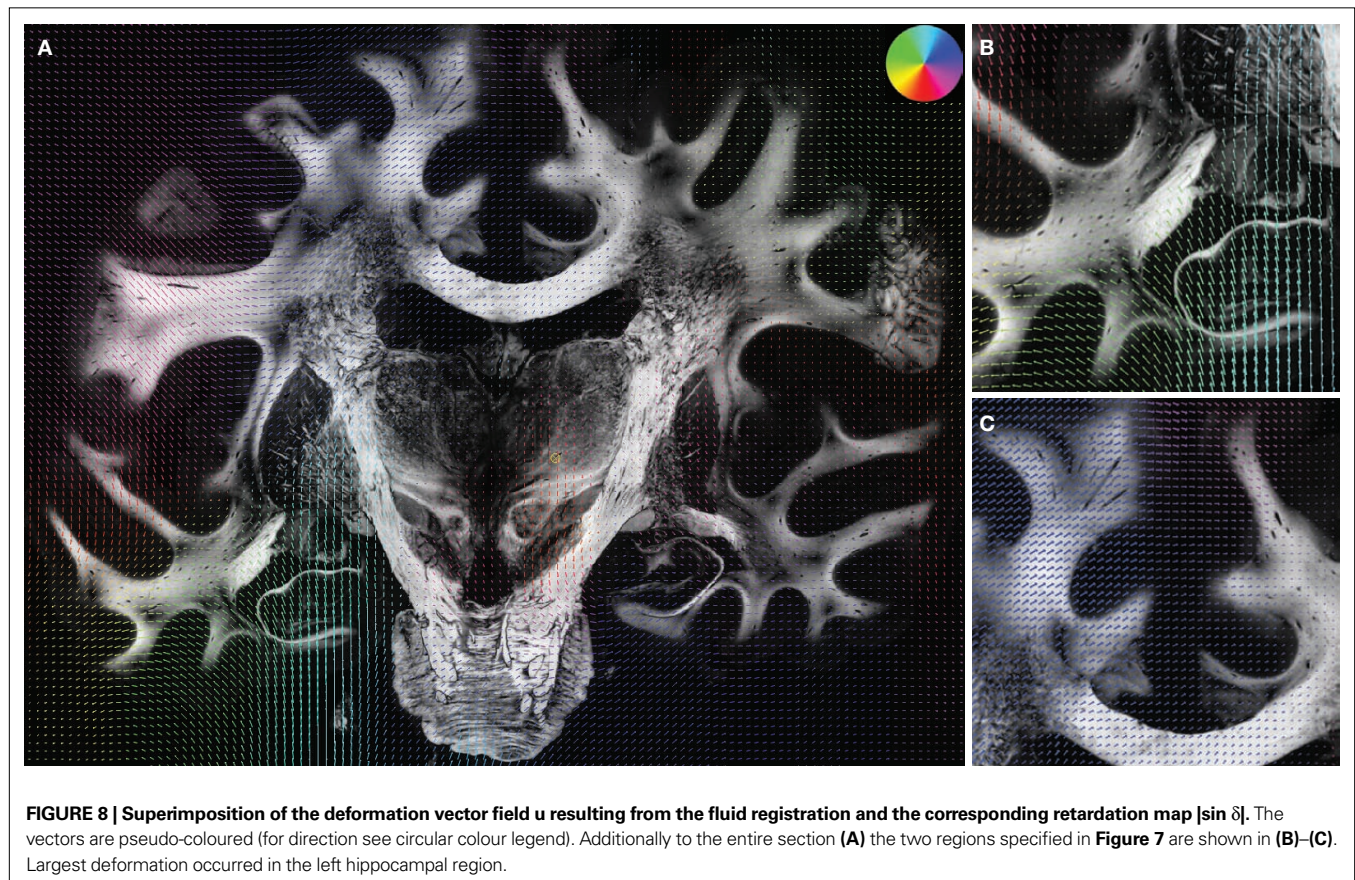 A
B
C
FIGURE 8 | Superimposition of the deformation vector field u resulting from the fluid registration and the corresponding retardation map |sin δ|. The
vectors are pseudo-coloured (for direction see circular colour legend). Additionally to the entire section (A) the two regions specified in Figure 7 are shown in (B)–(C).
Largest deformation occurred in the left hippocampal region.